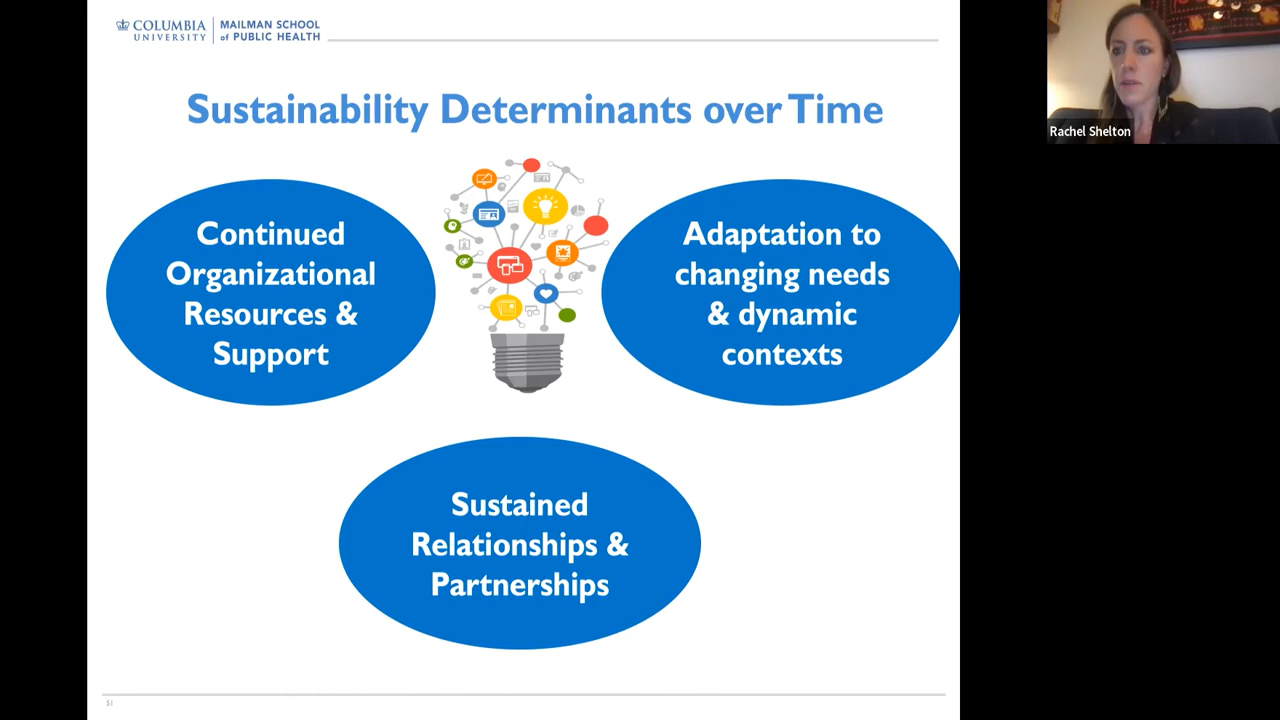 COLUMBIA
UNIVERSITY
MAILMAN SCHOOL
of PUBLIC HEALTH
Rachel Shelton
Sustainability Determinants over Time
Continued
Organizational
Resources &
Support
Adaptation to
changing needs
& dynamic
contexts
Sustained
Relationships &
Partnerships
51